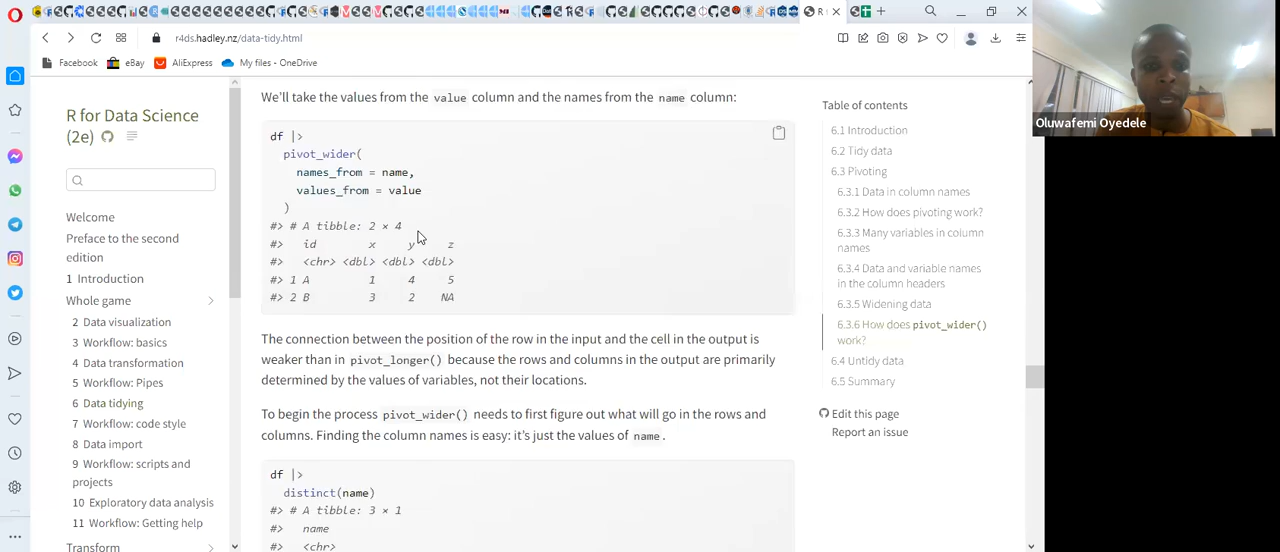 R
r4ds.hadley.nz/data-tidy.html
Facebook
eBay
AliExpress
My files - OneDrive
R for Data Science
(2e)
Welcome
Preface to the second
edition
1 Introduction
Whole game
2 Data visualization
3 Workflow: basics
4 Data transformation
5 Workflow: Pipes
6 Data tidying
7 Workflow: code style
8 Data import
9 Workflow: scripts and
projects
10 Exploratory data analysis
11 Workflow: Getting help
Transform
We'll take the values from the value column and the names from the name column:
df |>
pivot_wider(
names_from = name,
values_from = value
)
#> # A tibble: 2 × 4
#> id x y z
#> <chr> <dbl> <dbl> <dbl>
#> 1 A 1 4 5
#> 2 B 3 2 NA
The connection between the position of the row in the input and the cell in the output is
weaker than in pivot_longer() because the rows and columns in the output are primarily
determined by the values of variables, not their locations.
To begin the process pivot_wider() needs to first figure out what will go in the rows and
columns. Finding the column names is easy: it's just the values of name.
df |>
distinct(name)
#> # A tibble: 3 × 1
#> name
#> <chr>
Table of contents
6.1 Introduction
6.2 Tidy data
6.3 Pivoting
6.3.1 Data in column names
6.3.2 How does pivoting work?
6.3.3 Many variables in column
names
6.3.4 Data and variable names
in the column headers
6.3.5 Widening data
6.3.6 How does pivot_wider()
work?
6.4 Untidy data
6.5 Summary
Edit this page
Report an issue
Oluwafemi Oyedele